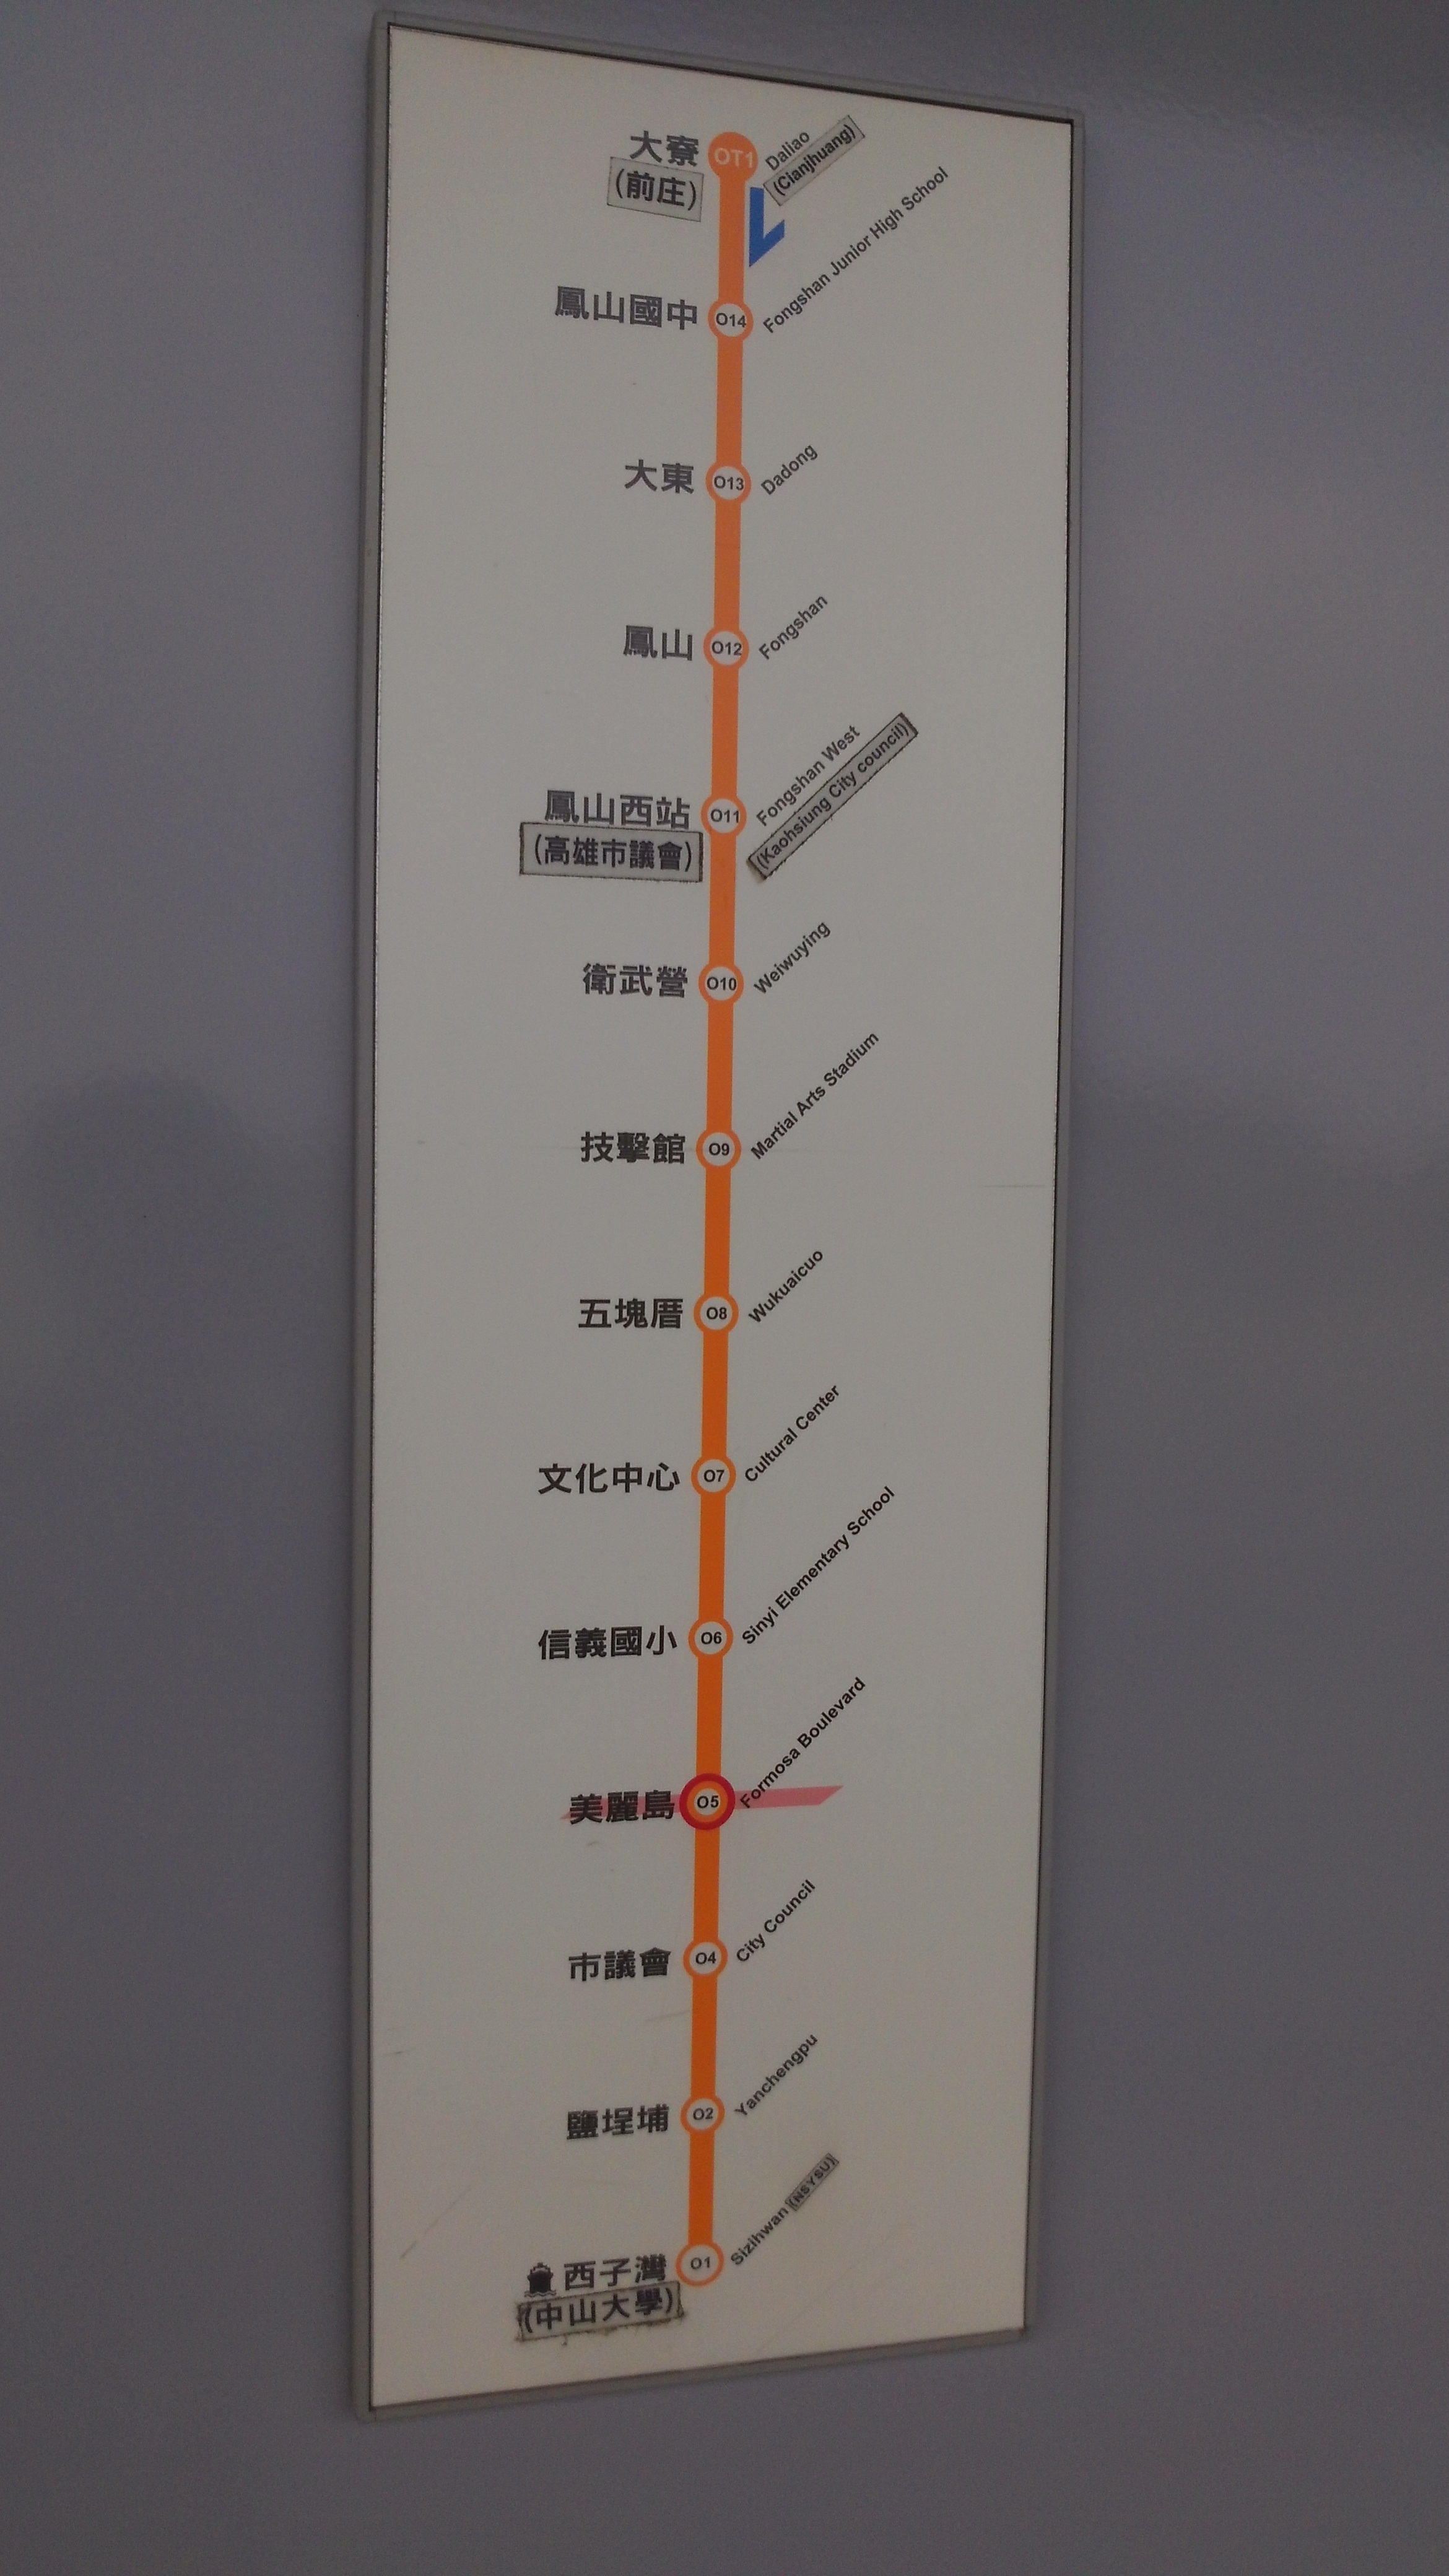 大寮 OT1 Daliao
(前庄) (Cianjhuang)
鳳山國中 O14 Fongshan Junior High School
大東 O13 Dadong
鳳山 O12 Fongshan
鳳山西站 O11 Fongshan West
(高雄市議會) (Kaohsiung City council)
衛武營 O10 Weiwuying
技擊館 O9 Martial Arts Stadium
五塊厝 O8 Wukuaicuo
文化中心 O7 Cultural Center
信義國小 O6 Sinyi Elementary School
美麗島 O5 Formosa Boulevard
市議會 O4 City Council
鹽埕埔 O2 Yanchengpu
西子灣 O1 Sizihwan (NSYSU)
(中山大學)